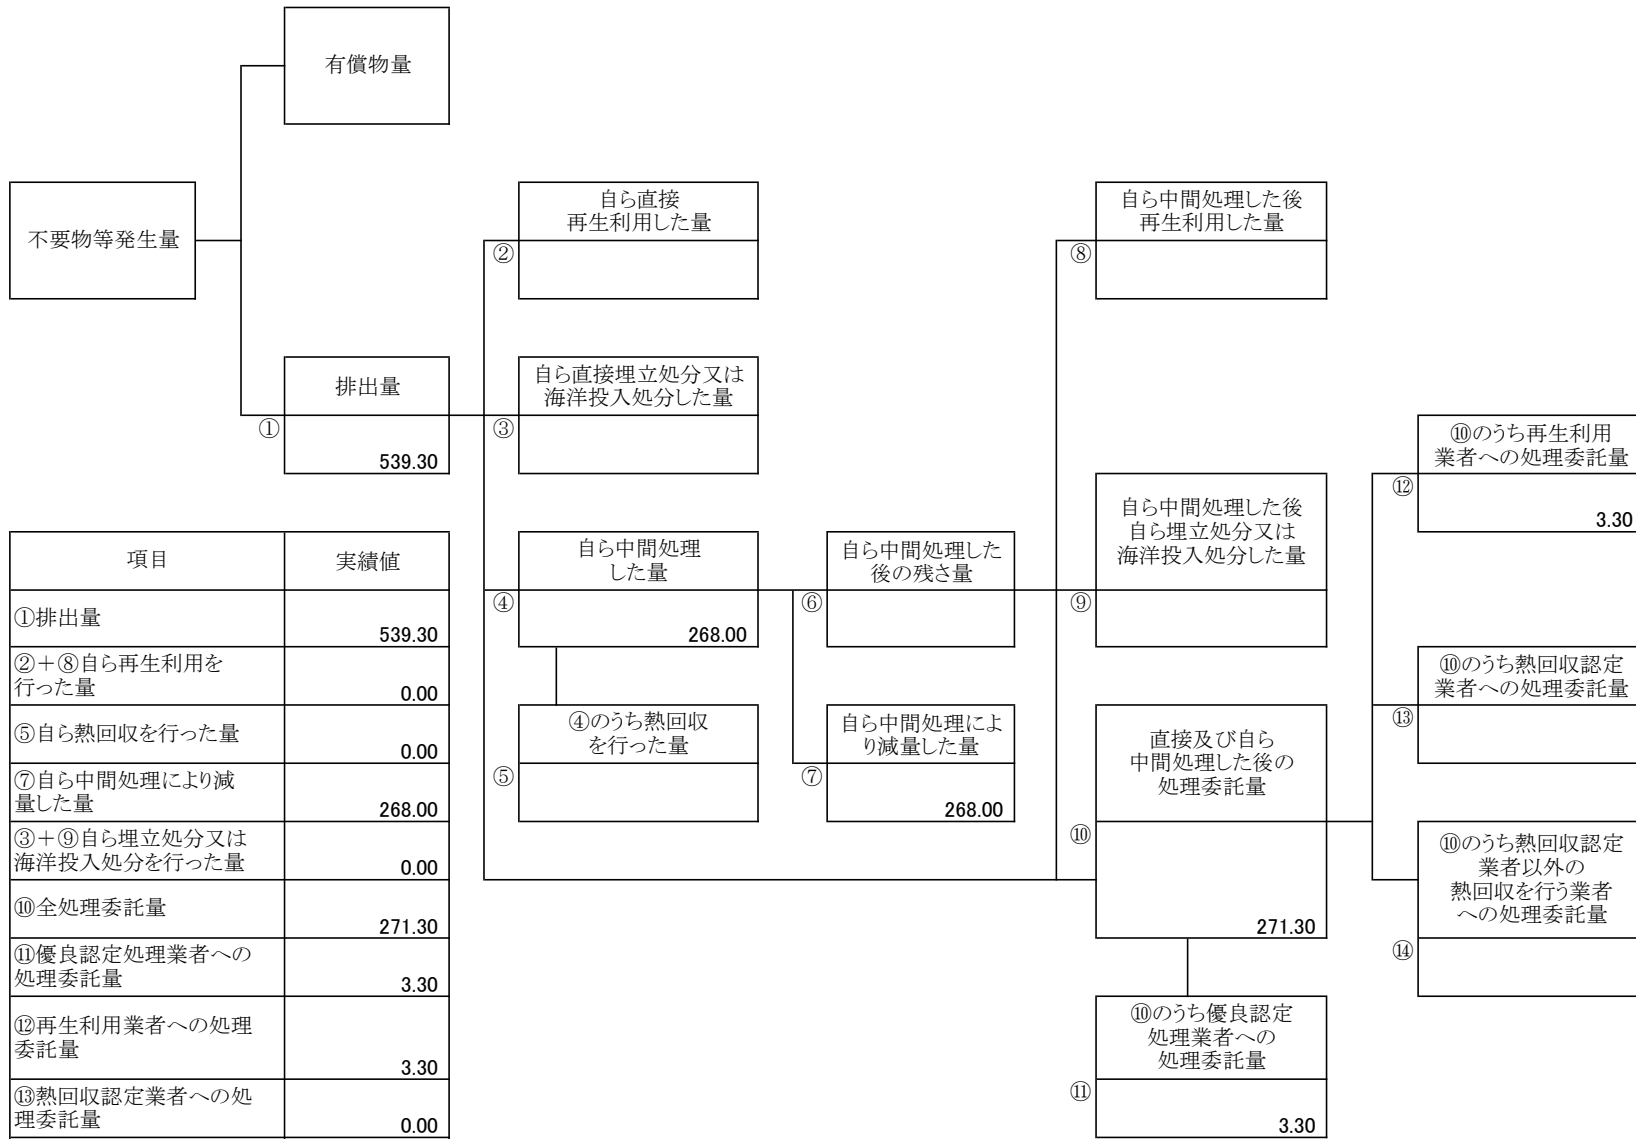 有償物量
不要物等発生量
自ら直接
再生利用した量
②
自ら中間処理した後
再生利用した量
⑧
排出量
①
539.30
自ら直接埋立処分又は
海洋投入処分した量
③
⑩のうち再生利用
業者への処理委託量
⑫
3.30
自ら中間処理
した量
④
268.00
自ら中間処理した
後の残さ量
⑥
自ら中間処理した後
自ら埋立処分又は
海洋投入処分した量
⑨
⑩のうち熱回収認定
業者への処理委託量
⑬
④のうち熱回収
を行った量
⑤
自ら中間処理によ
り減量した量
⑦
268.00
直接及び自ら
中間処理した後の
処理委託量
⑩
271.30
⑩のうち熱回収認定
業者以外の
熱回収を行う業者
への処理委託量
⑭
⑩のうち優良認定
処理業者への
処理委託量
⑪
3.30
項目 実績値
①排出量
539.30
②＋⑧自ら再生利用を
行った量
0.00
⑤自ら熱回収を行った量
0.00
⑦自ら中間処理により減
量した量
268.00
③＋⑨自ら埋立処分又は
海洋投入処分を行った量
0.00
⑩全処理委託量
271.30
⑪優良認定処理業者への
処理委託量
3.30
⑫再生利用業者への処理
委託量
3.30
⑬熱回収認定業者への処
理委託量
0.00